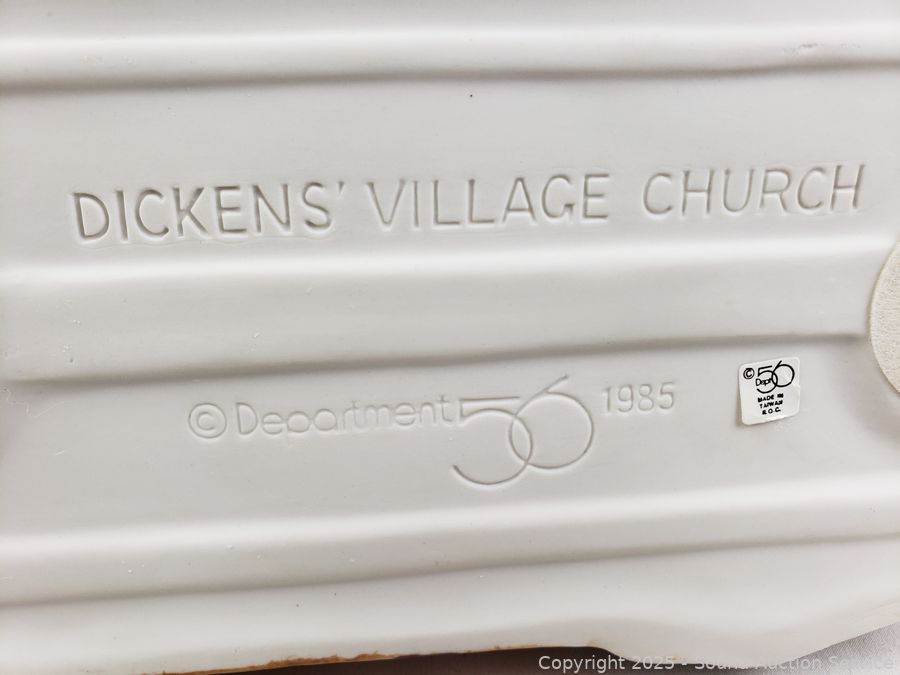 DICKENS' VILLAGE CHURCH
© Department 56 1985
© Dept 56
MADE IN
TAIWAN
R.O.C.
Copyright 2025 - Sound Auction Service